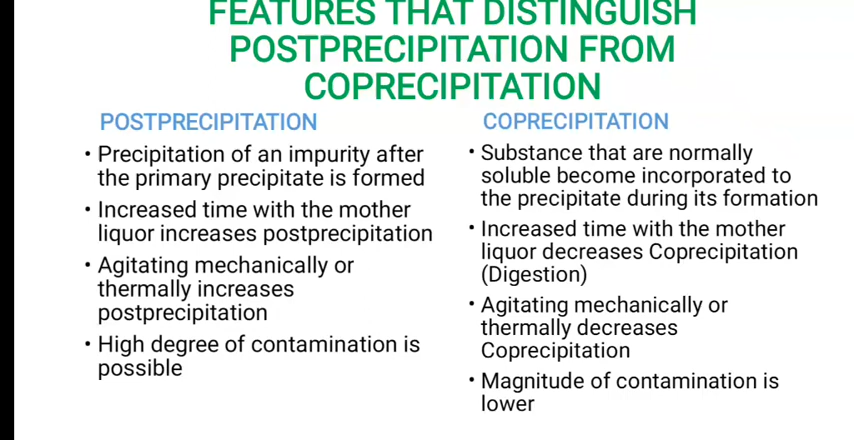 FEATURES THAT DISTINGUISH
POSTPRECIPITATION FROM
COPRECIPITATION
POSTPRECIPITATION
• Precipitation of an impurity after
the primary precipitate is formed
• Increased time with the mother
liquor increases postprecipitation
• Agitating mechanically or
thermally increases
postprecipitation
• High degree of contamination is
possible
COPRECIPITATION
• Substance that are normally
soluble become incorporated to
the precipitate during its formation
• Increased time with the mother
liquor decreases Coprecipitation
(Digestion)
• Agitating mechanically or
thermally decreases
Coprecipitation
• Magnitude of contamination is
lower